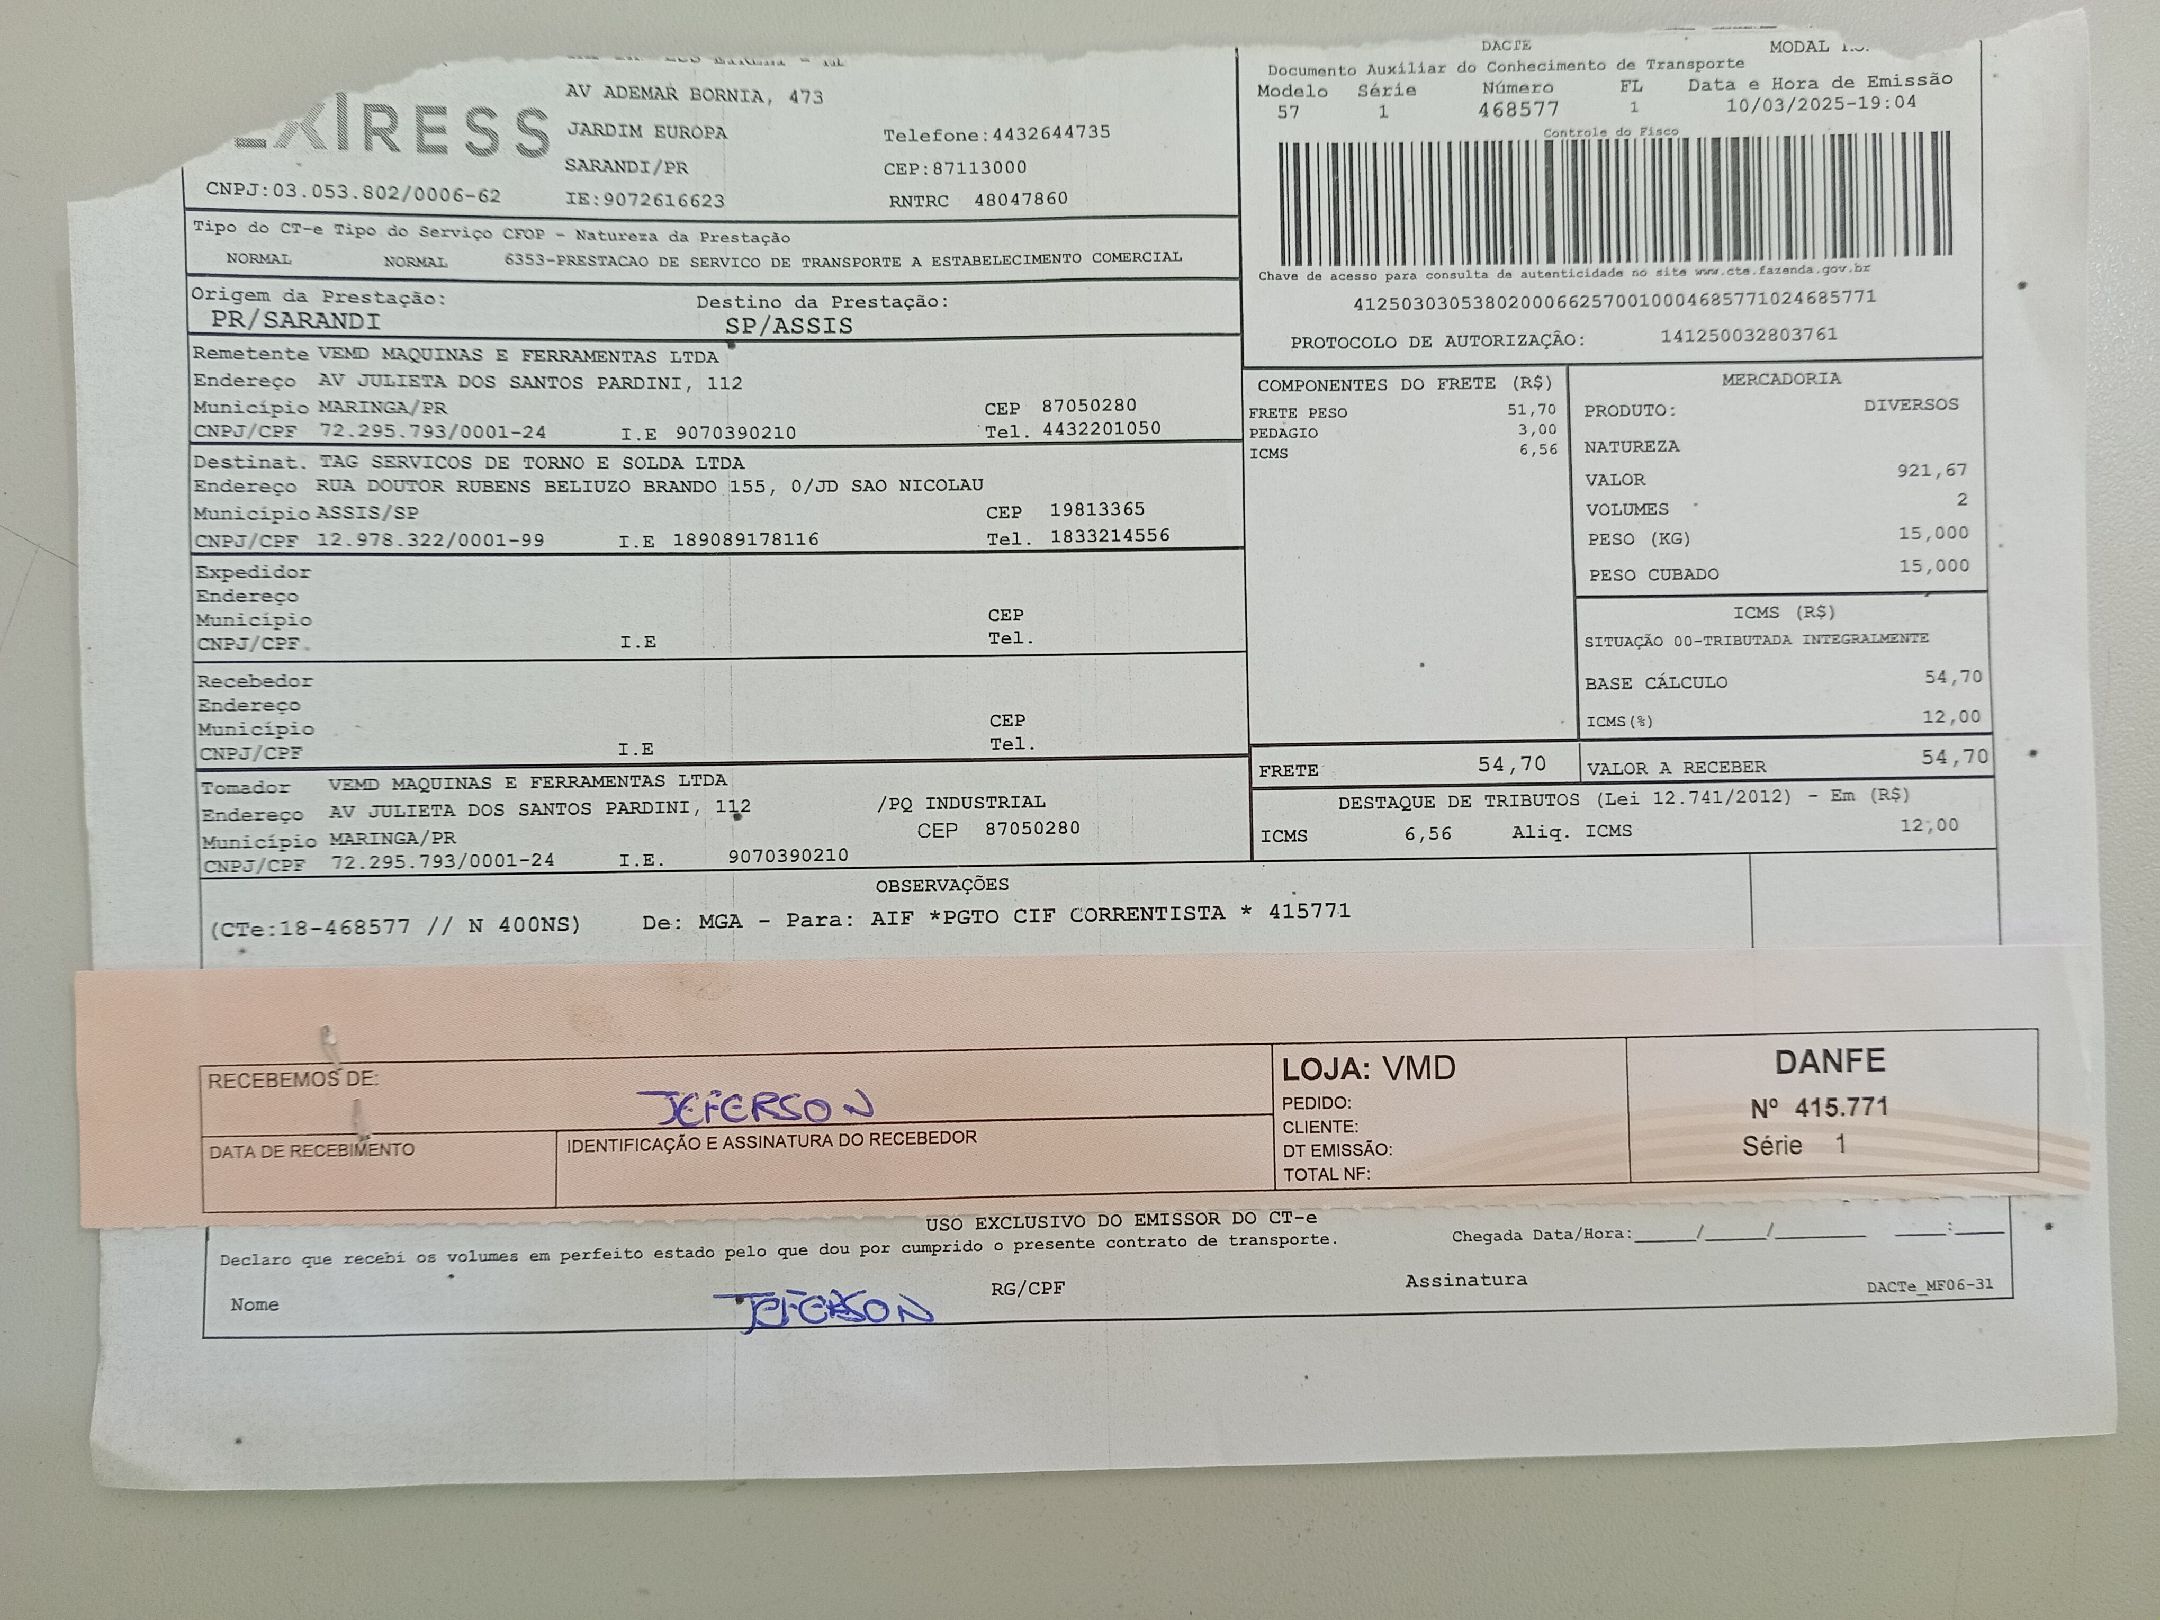 DACTE MODAL
Documento Auxiliar do Conhecimento de Transporte
Modelo Série Número FL Data e Hora de Emissão
57 1 468577 1 10/03/2025-19:04
Controle do Fisco
Chave de acesso para consulta de autenticidade no site www.cte.fazenda.gov.br
41250303053802000662570010004685771024685771
PROTOCOLO DE AUTORIZAÇÃO: 141250032803761
RESS
AV ADEMAR BORNIA, 473
JARDIM EUROPA Telefone:4432644735
SARANDI/PR CEP:87113000
CNPJ:03.053.802/0006-62 IE:9072616623 RNTRC 48047860
Tipo do CT-e Tipo do Serviço CFOP - Natureza da Prestação
NORMAL NORMAL 6353-PRESTACAO DE SERVICO DE TRANSPORTE A ESTABELECIMENTO COMERCIAL
Origem da Prestação: Destino da Prestação:
PR/SARANDI SP/ASSIS
Remetente VEMD MAQUINAS E FERRAMENTAS LTDA
Endereço AV JULIETA DOS SANTOS PARDINI, 112
Município MARINGA/PR CEP 87050280
CNPJ/CPF 72.295.793/0001-24 I.E 9070390210 Tel. 4432201050
Destinat. TAG SERVICOS DE TORNO E SOLDA LTDA
Endereço RUA DOUTOR RUBENS BELIUZO BRANDO 155, 0/JD SAO NICOLAU
Município ASSIS/SP CEP 19813365
CNPJ/CPF 12.978.322/0001-99 I.E 189089178116 Tel. 1833214556
Expedidor
Endereço
Município CEP
CNPJ/CPF. I.E Tel.
Recebedor
Endereço
Município CEP
CNPJ/CPF I.E Tel.
Tomador VEMD MAQUINAS E FERRAMENTAS LTDA
Endereço AV JULIETA DOS SANTOS PARDINI, 112 /PQ INDUSTRIAL
Município MARINGA/PR CEP 87050280
CNPJ/CPF 72.295.793/0001-24 I.E. 9070390210
COMPONENTES DO FRETE (R$)
FRETE PESO 51,70
PEDAGIO 3,00
ICMS 6,56
MERCADORIA
PRODUTO: DIVERSOS
NATUREZA
VALOR 921,67
VOLUMES 2
PESO (KG) 15,000
PESO CUBADO 15,000
ICMS (R$)
SITUAÇÃO 00-TRIBUTADA INTEGRALMENTE
BASE CÁLCULO 54,70
ICMS(%) 12,00
FRETE 54,70 VALOR A RECEBER 54,70
DESTAQUE DE TRIBUTOS (Lei 12.741/2012) - Em (R$)
ICMS 6,56 Aliq. ICMS 12,00
OBSERVAÇÕES
(CTe:18-468577 // N 400NS) De: MGA - Para: AIF *PGTO CIF CORRENTISTA * 415771
RECEBEMOS DE:
JEFERSON
DATA DE RECEBIMENTO IDENTIFICAÇÃO E ASSINATURA DO RECEBEDOR
LOJA: VMD
PEDIDO:
CLIENTE:
DT EMISSÃO:
TOTAL NF:
DANFE
Nº 415.771
Série 1
USO EXCLUSIVO DO EMISSOR DO CT-e
Declaro que recebi os volumes em perfeito estado pelo que dou por cumprido o presente contrato de transporte. Chegada Data/Hora:_____/_____/________ ____:____
Nome JEFERSON RG/CPF Assinatura DACTe_MF06-31